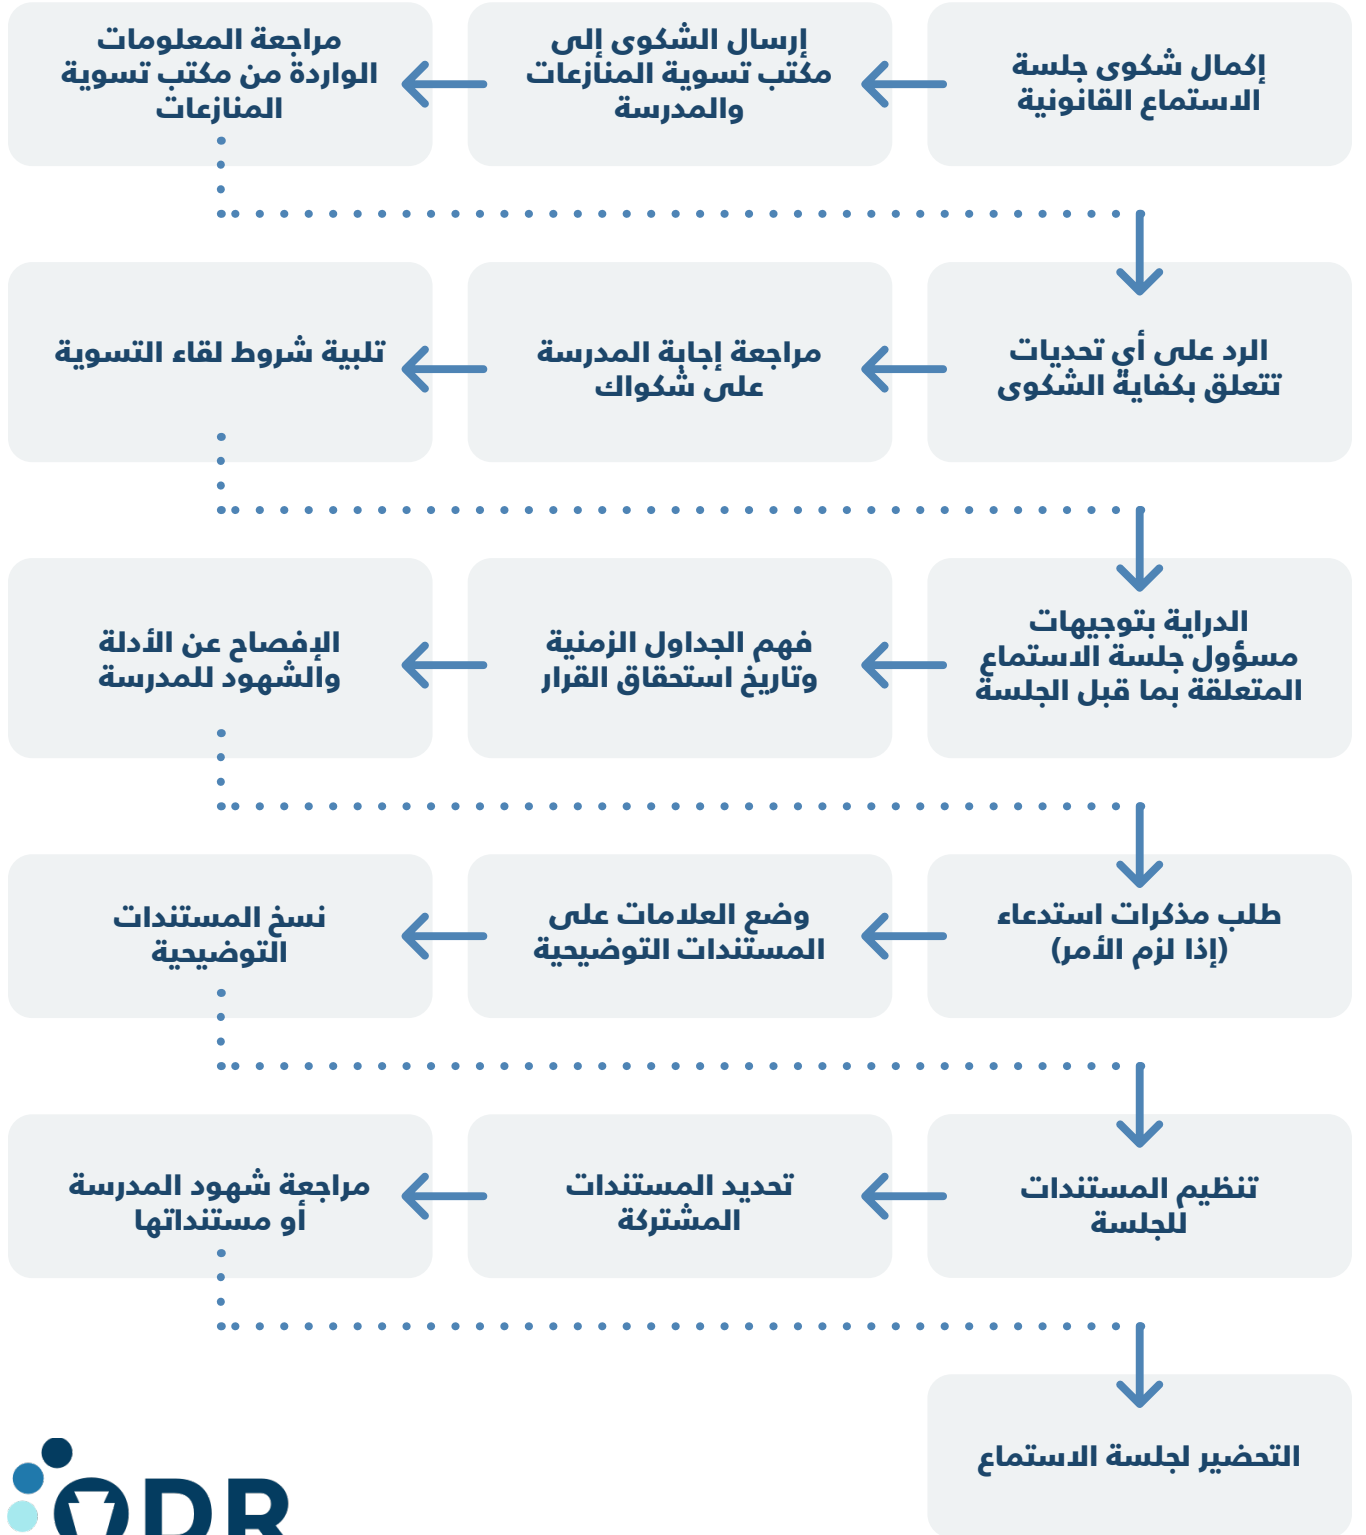 إكمال شكوى جلسة
الاستماع القانونية
إرسال الشكوى إلى
مكتب تسوية المنازعات
والمدرسة
مراجعة المعلومات
الواردة من مكتب تسوية
المنازعات
الرد على أي تحديات
تتعلق بكفاية الشكوى
مراجعة إجابة المدرسة
على شكواك
تلبية شروط لقاء التسوية
الدراية بتوجيهات
مسؤول جلسة الاستماع
المتعلقة بما قبل الجلسة
فهم الجداول الزمنية
وتاريخ استحقاق القرار
الإفصاح عن الأدلة
والشهود للمدرسة
طلب مذكرات استدعاء
(إذا لزم الأمر)
وضع العلامات على
المستندات التوضيحية
نسخ المستندات
التوضيحية
تنظيم المستندات
للجلسة
تحديد المستندات
المشتركة
مراجعة شهود المدرسة
أو مستنداتها
التحضير لجلسة الاستماع
ODR